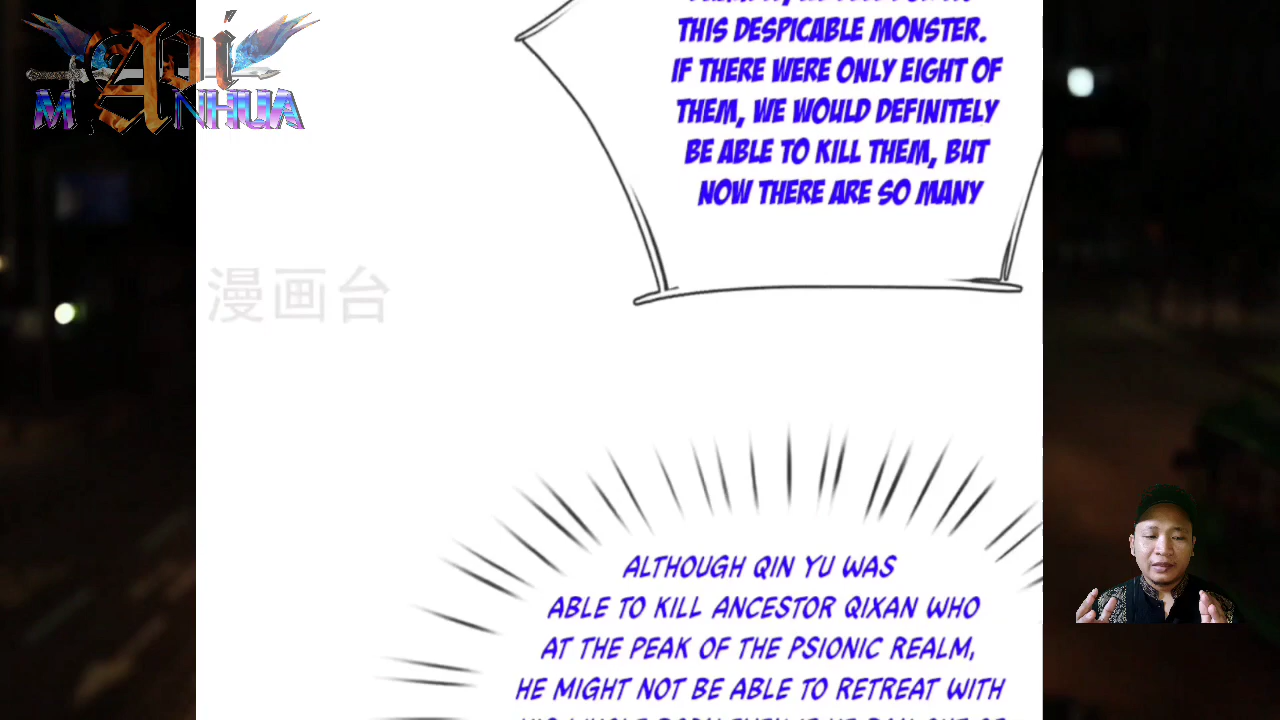 Api
MANHUA
THIS DESPICABLE MONSTER.
IF THERE WERE ONLY EIGHT OF
THEM, WE WOULD DEFINITELY
BE ABLE TO KILL THEM, BUT
NOW THERE ARE SO MANY
漫画台
ALTHOUGH QIN YU WAS
ABLE TO KILL ANCESTOR QIXAN WHO
AT THE PEAK OF THE PSIONIC REALM,
HE MIGHT NOT BE ABLE TO RETREAT WITH